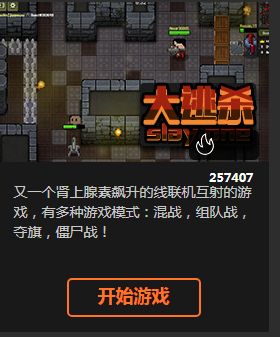 大逃杀
257407
又一个肾上腺素飙升的线联机互射的游
戏，有多种游戏模式：混战，组队战，
夺旗，僵尸战！
开始游戏